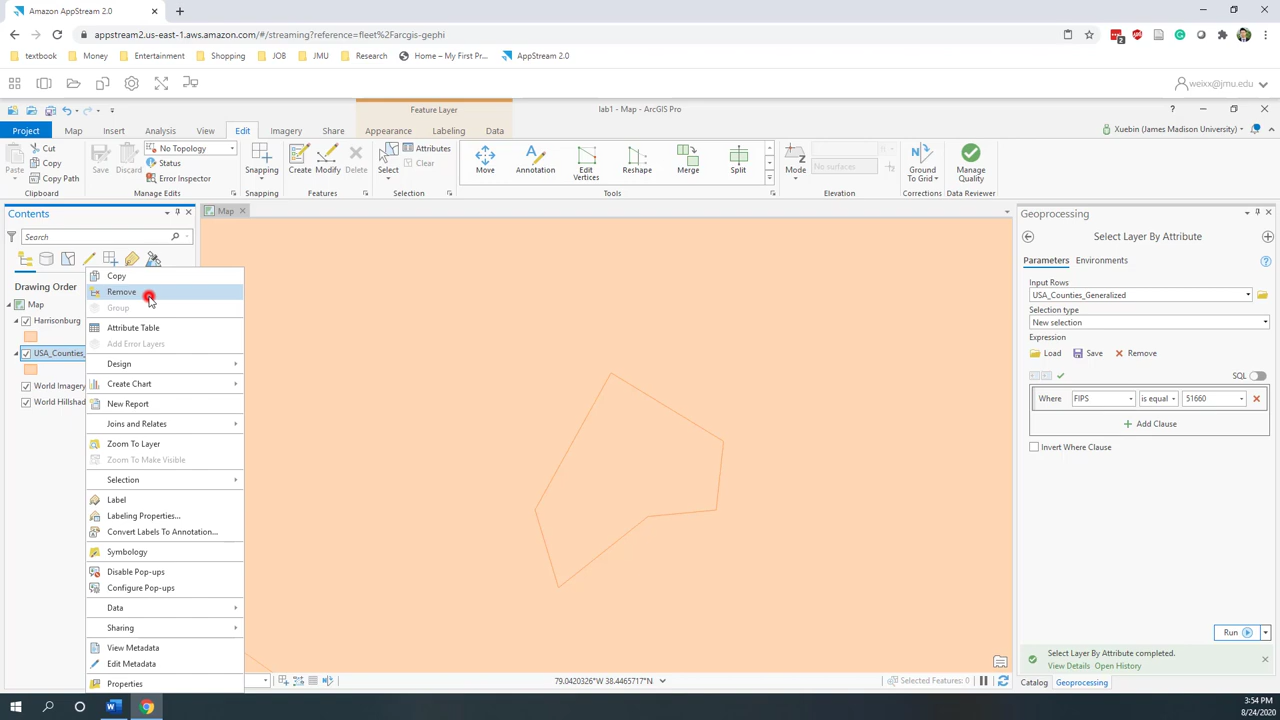 Amazon AppStream 2.0
appstream2.us-east-1.aws.amazon.com/#/streaming?reference=fleet%2Farcgis-gephi
textbook Money Entertainment Shopping JOB JMU Research Home – My First Pr... AppStream 2.0
weixx@jmu.edu
Feature Layer
lab1 - Map - ArcGIS Pro
Project Map Insert Analysis View Edit Imagery Share Appearance Labeling Data
Xuebin (James Madison University)
Paste Cut Copy Copy Path
Clipboard
Save Discard No Topology Status Error Inspector
Manage Edits
Snapping
Snapping
Create Modify Delete
Features
Select Attributes Clear
Selection
Move Annotation Edit Vertices Reshape Merge Split
Tools
Mode No surfaces
Elevation
Ground To Grid
Corrections
Manage Quality
Data Reviewer
Contents
Search
Drawing Order
Map
Harrisonburg
USA_Counties_
World Imagery
World Hillshad
Copy
Remove
Group
Attribute Table
Add Error Layers
Design
Create Chart
New Report
Joins and Relates
Zoom To Layer
Zoom To Make Visible
Selection
Label
Labeling Properties...
Convert Labels To Annotation...
Symbology
Disable Pop-ups
Configure Pop-ups
Data
Sharing
View Metadata
Edit Metadata
Properties
Map
79.0420326°W 38.4465717°N
Selected Features: 0
Geoprocessing
Select Layer By Attribute
Parameters Environments
Input Rows
USA_Counties_Generalized
Selection type
New selection
Expression
Load Save Remove
SQL
Where FIPS is equal 51660
Add Clause
Invert Where Clause
Run
Select Layer By Attribute completed.
View Details Open History
Catalog Geoprocessing
3:54 PM
8/24/2020